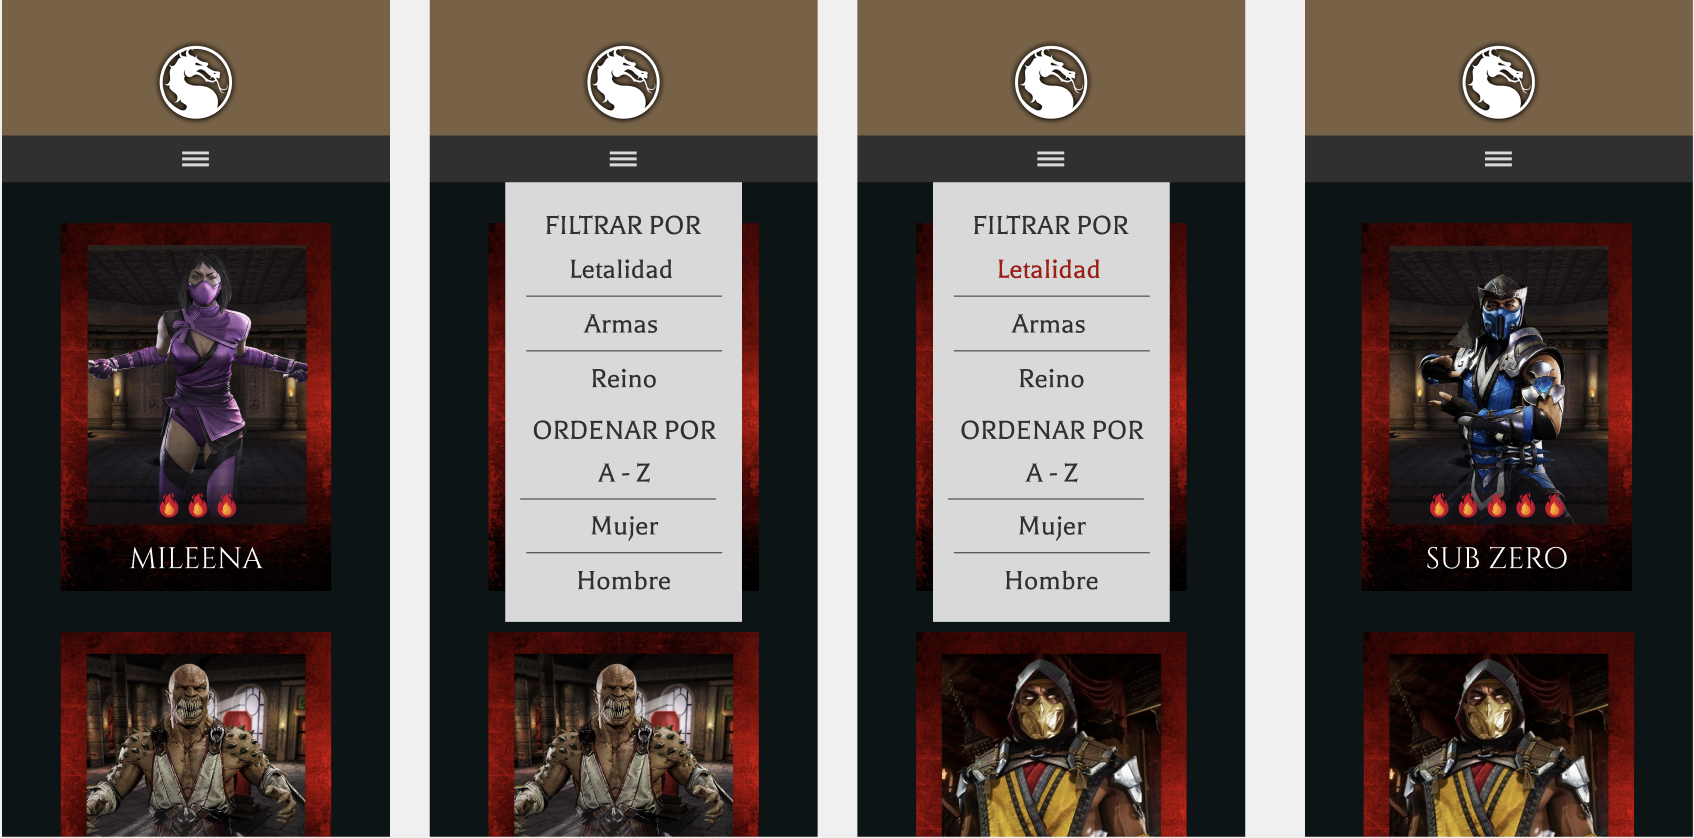 MILEENA
FILTRAR POR
Letalidad
Armas
Reino
ORDENAR POR
A - Z
Mujer
Hombre
FILTRAR POR
Letalidad
Armas
Reino
ORDENAR POR
A - Z
Mujer
Hombre
SUB ZERO